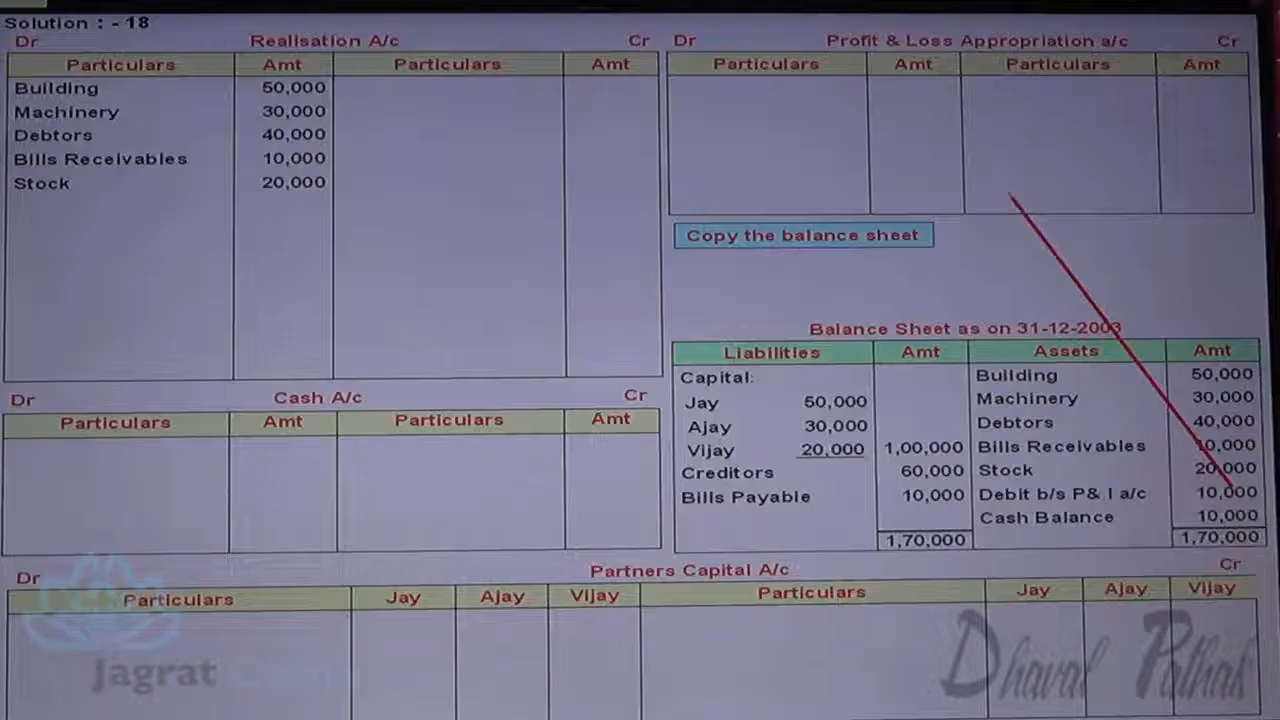 Solution : - 18
Dr Realisation A/c Cr
Particulars Amt Particulars Amt
Building 50,000
Machinery 30,000
Debtors 40,000
Bills Receivables 10,000
Stock 20,000
Dr Profit & Loss Appropriation a/c Cr
Particulars Amt Particulars Amt
Copy the balance sheet
Balance Sheet as on 31-12-2003
Liabilities Amt Assets Amt
Capital: Building 50,000
Jay 50,000 Machinery 30,000
Ajay 30,000 Debtors 40,000
Vijay 20,000 1,00,000 Bills Receivables 10,000
Creditors 60,000 Stock 20,000
Bills Payable 10,000 Debit b/s P& l a/c 10,000
Cash Balance 10,000
1,70,000 1,70,000
Dr Cash A/c Cr
Particulars Amt Particulars Amt
Dr Partners Capital A/c Cr
Particulars Jay Ajay Vijay Particulars Jay Ajay Vijay
Jagrat
Dhaval Pathak